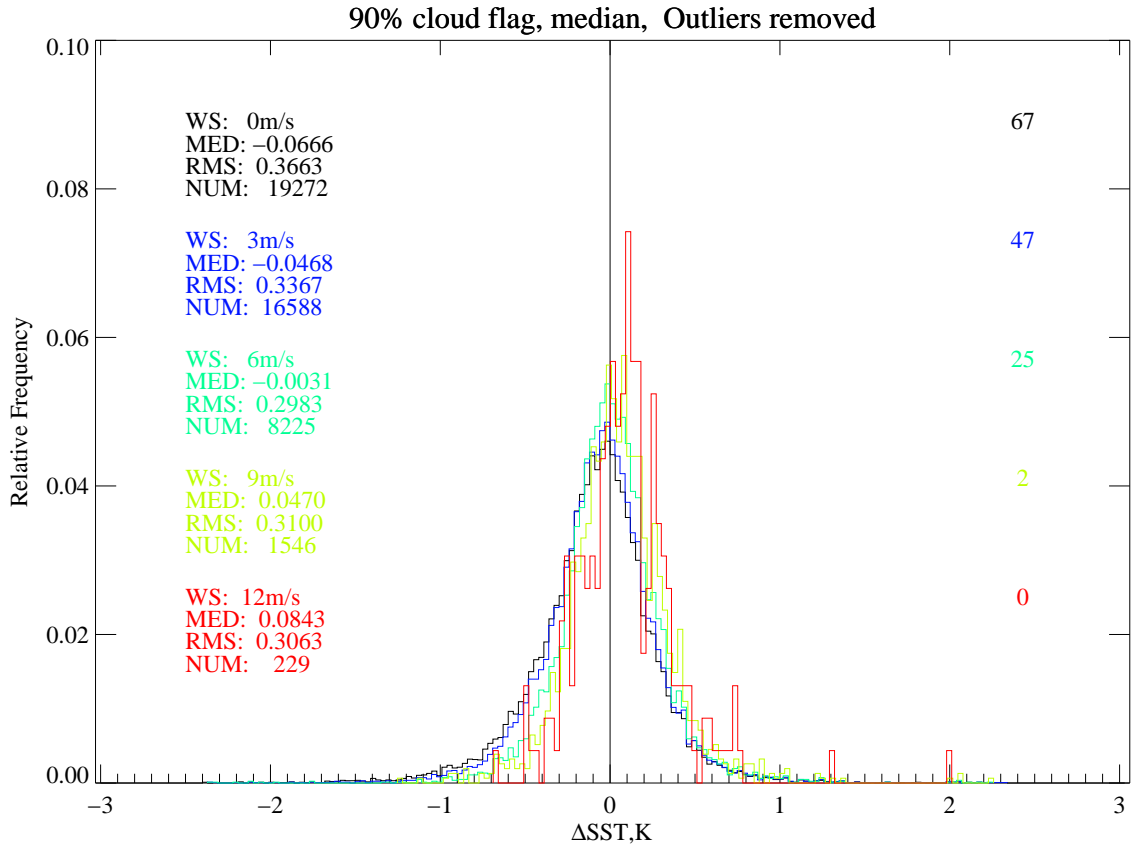 90% cloud flag, median,  Outliers removed
0.10
WS:   0m/s
MED: −0.0666
RMS:  0.3663
NUM:   19272
67
0.08
WS:   3m/s
MED: −0.0468
RMS:  0.3367
NUM:  16588
47
0.06
WS:   6m/s
MED: −0.0031
RMS:  0.2983
NUM:   8225
25
Relative Frequency
0.04
WS:   9m/s
MED:  0.0470
RMS:  0.3100
NUM:   1546
2
WS:  12m/s
MED:  0.0843
RMS:  0.3063
NUM:    229
0
0.02
0.00
−3 −2 −1 0 1 2 3
ΔSST,K